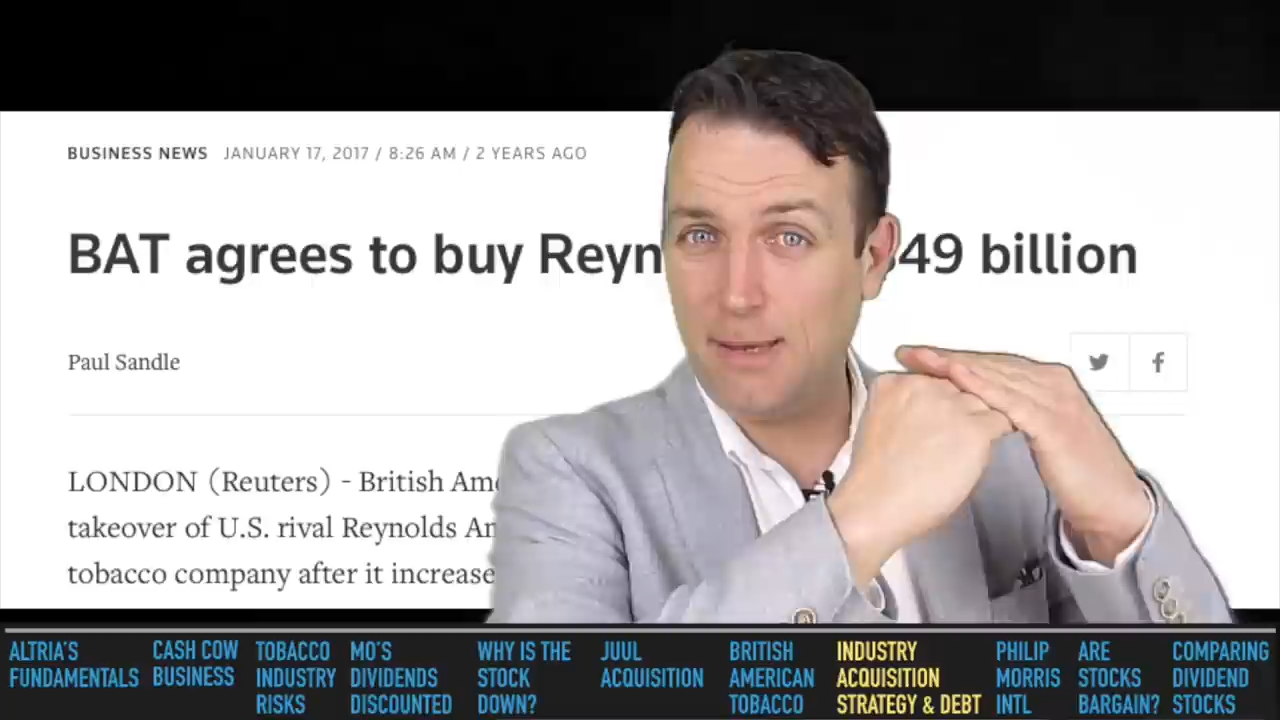 BUSINESS NEWS JANUARY 17, 2017 / 8:26 AM / 2 YEARS AGO
BAT agrees to buy Reyn 49 billion
Paul Sandle
LONDON (Reuters) - British Ame
takeover of U.S. rival Reynolds Am
tobacco company after it increase
ALTRIA'S
FUNDAMENTALS
CASH COW
BUSINESS
TOBACCO
INDUSTRY
RISKS
MO'S
DIVIDENDS
DISCOUNTED
WHY IS THE
STOCK
DOWN?
JUUL
ACQUISITION
BRITISH
AMERICAN
TOBACCO
INDUSTRY
ACQUISITION
STRATEGY & DEBT
PHILIP
MORRIS
INTL
ARE
STOCKS
BARGAIN?
COMPARING
DIVIDEND
STOCKS